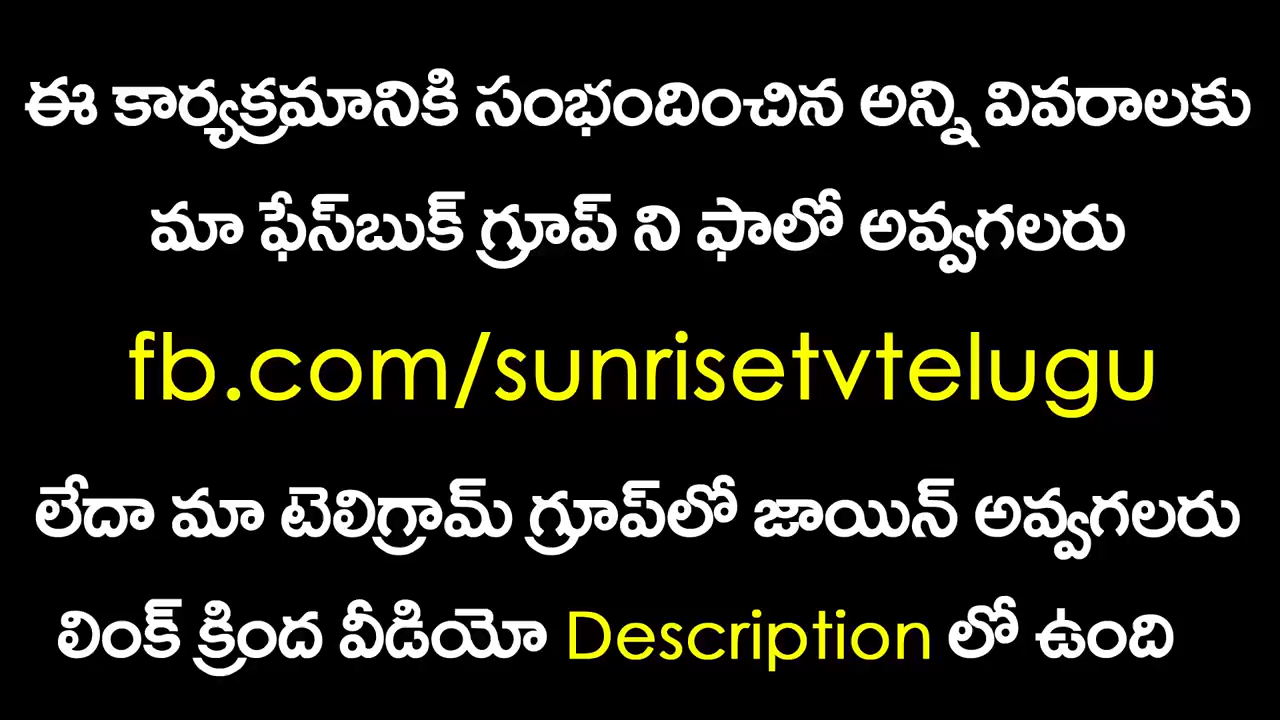 ఈ కార్యక్రమానికి సంభందించిన అన్ని వివరాలకు
మా ఫేస్‌బుక్ గ్రూప్ ని ఫాలో అవ్వగలరు
fb.com/sunrisetvtelugu
లేదా మా టెలిగ్రామ్ గ్రూప్‌లో జాయిన్ అవ్వగలరు
లింక్ క్రింద వీడియో Description లో ఉంది